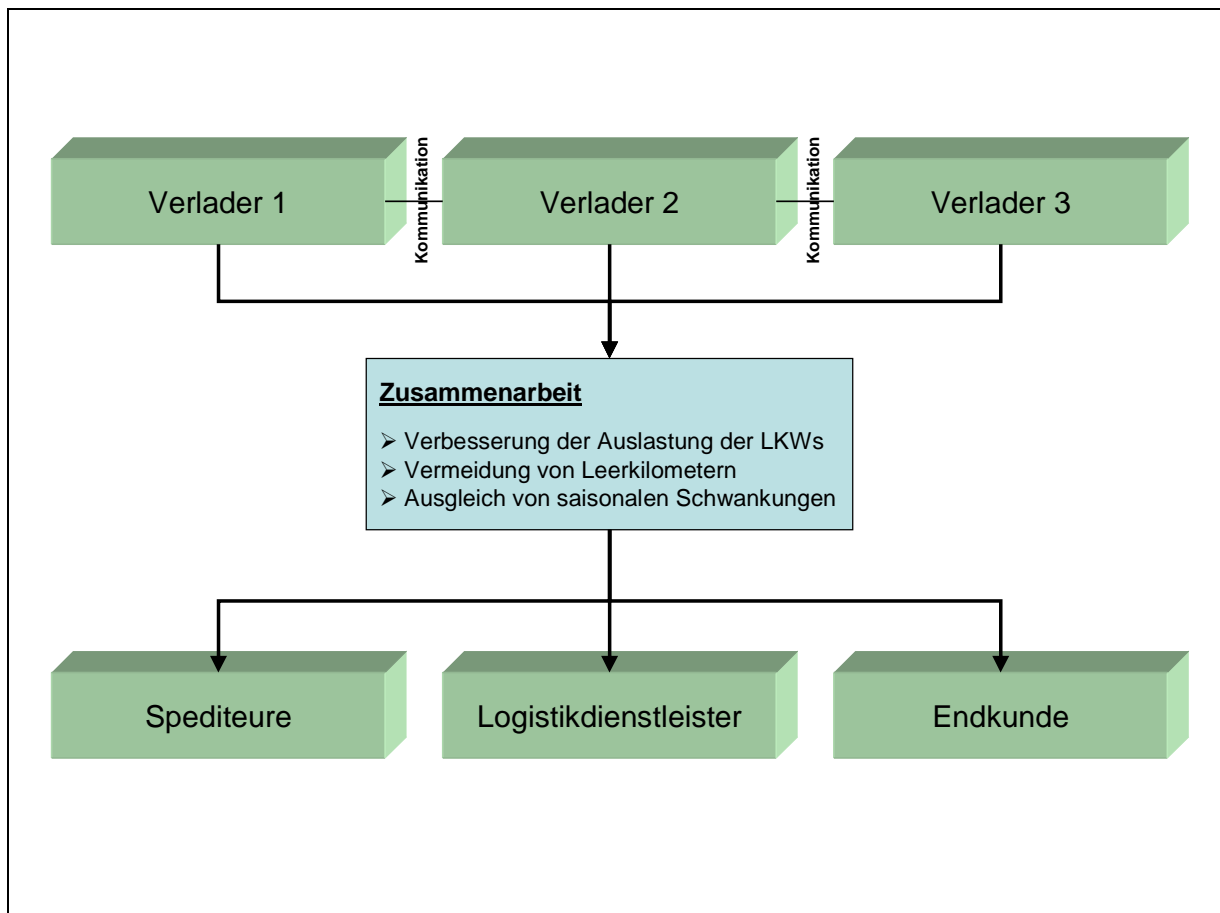 Verlader 1
Kommunikation
Verlader 2
Kommunikation
Verlader 3
Zusammenarbeit
➢ Verbesserung der Auslastung der LKWs
➢ Vermeidung von Leerkilometern
➢ Ausgleich von saisonalen Schwankungen
Spediteure
Logistikdienstleister
Endkunde